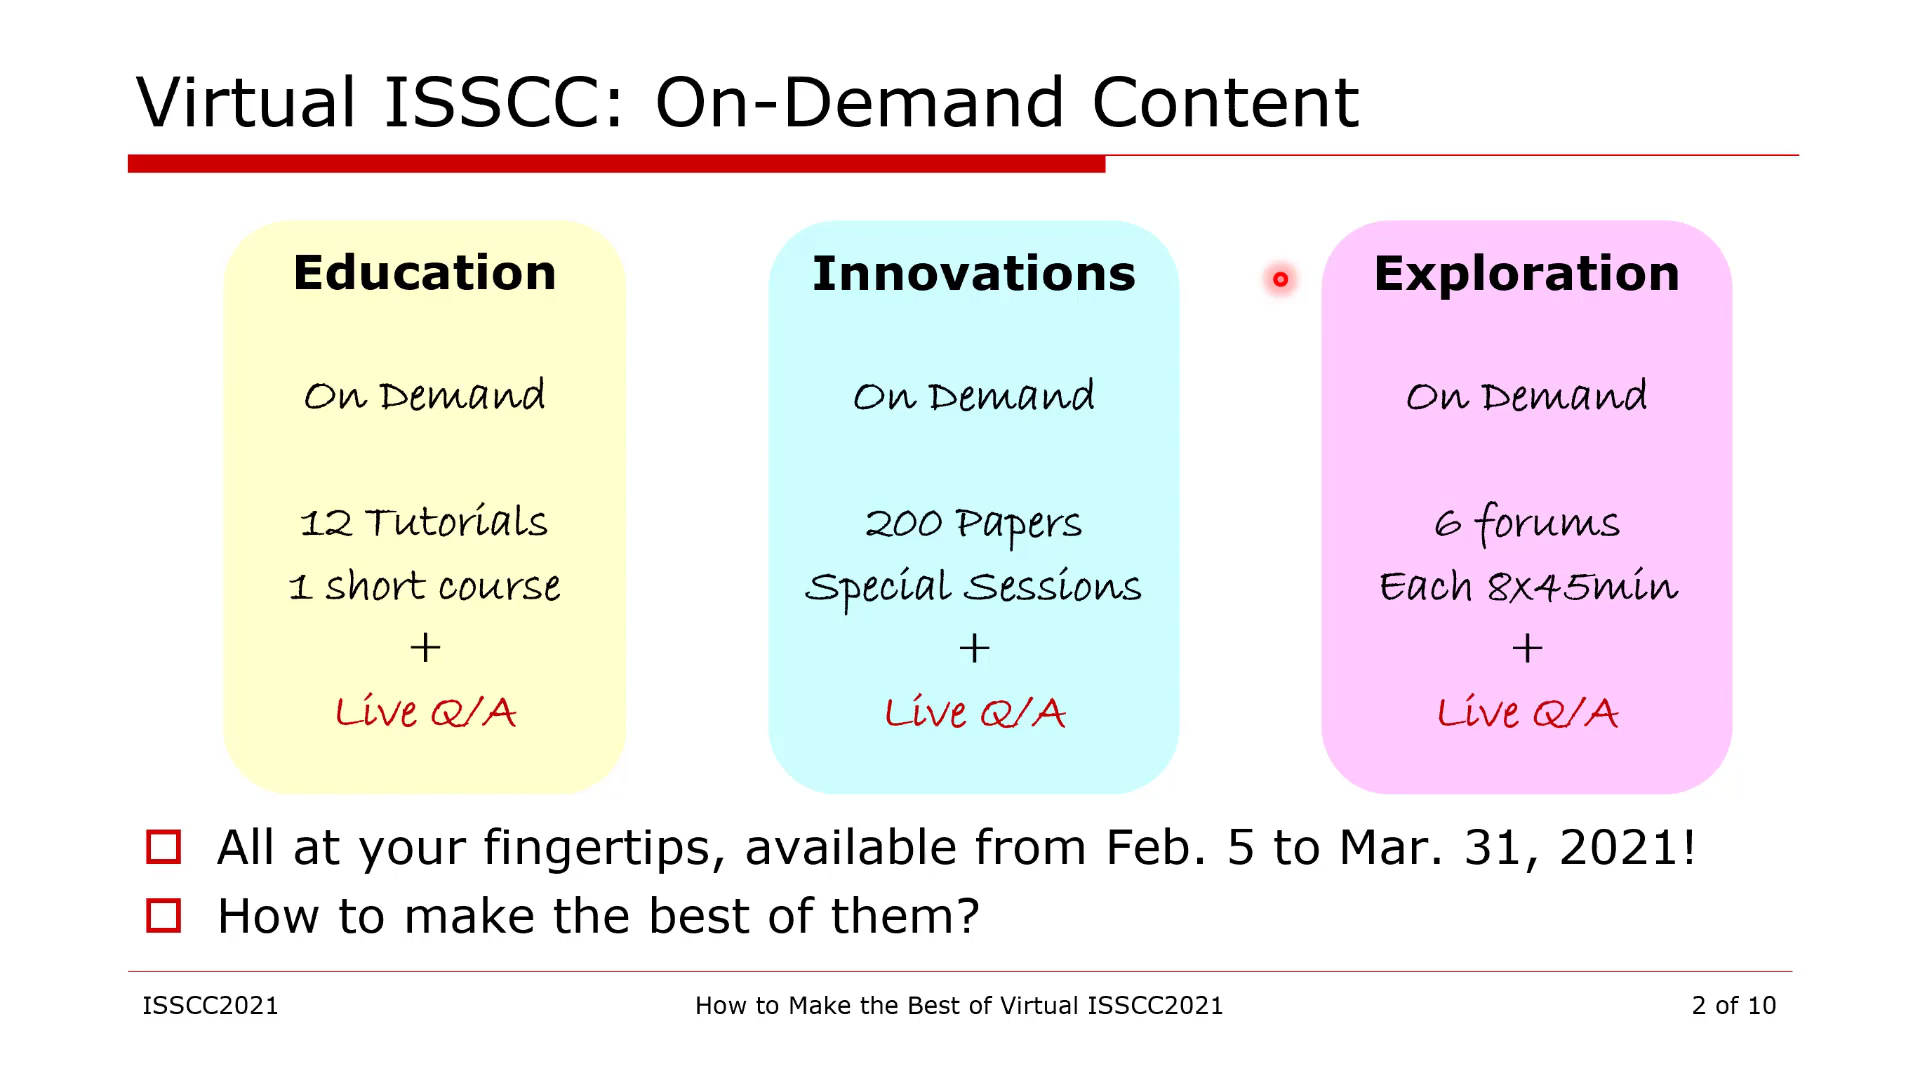 Virtual ISSCC: On-Demand Content
Education
On Demand
12 Tutorials
1 short course
+
Live Q/A
Innovations
On Demand
200 Papers
Special Sessions
+
Live Q/A
Exploration
On Demand
6 forums
Each 8x45min
+
Live Q/A
All at your fingertips, available from Feb. 5 to Mar. 31, 2021!
How to make the best of them?
ISSCC2021
How to Make the Best of Virtual ISSCC2021
2 of 10